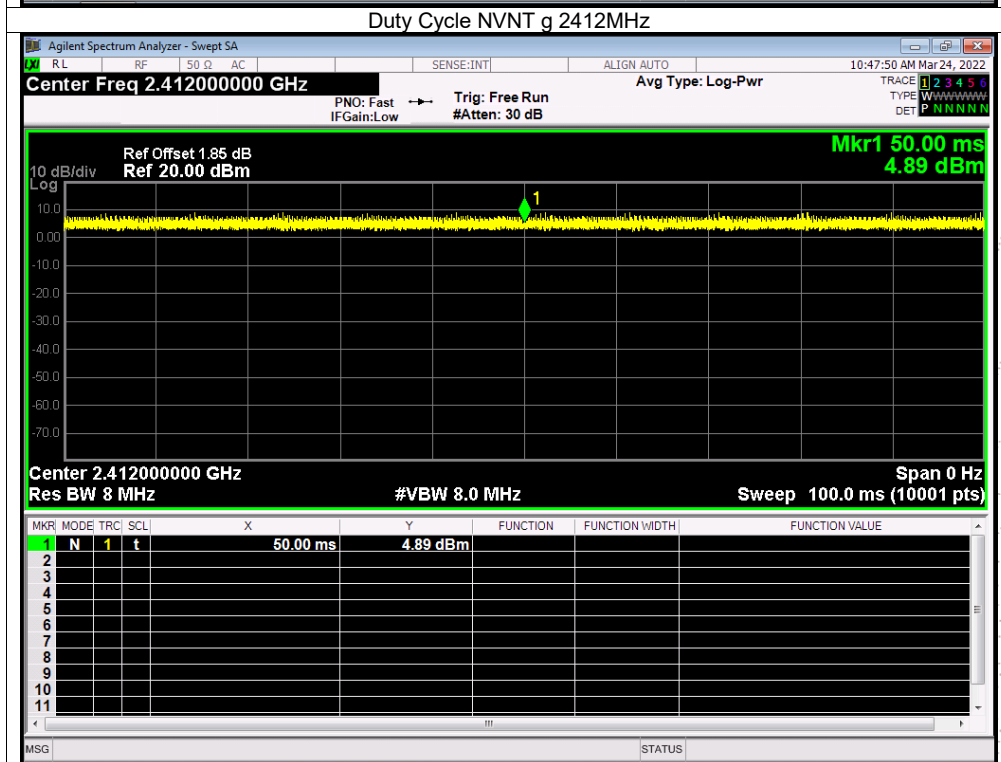 Duty Cycle NVNT g 2412MHz
Agilent Spectrum Analyzer - Swept SA
LXI RL RF 50 Ω AC SENSE:INT ALIGN AUTO 10:47:50 AM Mar 24, 2022
Center Freq 2.412000000 GHz
PNO: Fast
IFGain:Low
Trig: Free Run
#Atten: 30 dB
Avg Type: Log-Pwr
TRACE 1 2 3 4 5 6
TYPE WWWWWW
DET P N N N N N
Ref Offset 1.85 dB
Ref 20.00 dBm
10 dB/div
Log
Mkr1 50.00 ms
4.89 dBm
1
10.0
0.00
-10.0
-20.0
-30.0
-40.0
-50.0
-60.0
-70.0
Center 2.412000000 GHz Span 0 Hz
Res BW 8 MHz #VBW 8.0 MHz Sweep 100.0 ms (10001 pts)
MKR MODE TRC SCL X Y FUNCTION FUNCTION WIDTH FUNCTION VALUE
1 N 1 t 50.00 ms 4.89 dBm
2
3
4
5
6
7
8
9
10
11
MSG STATUS